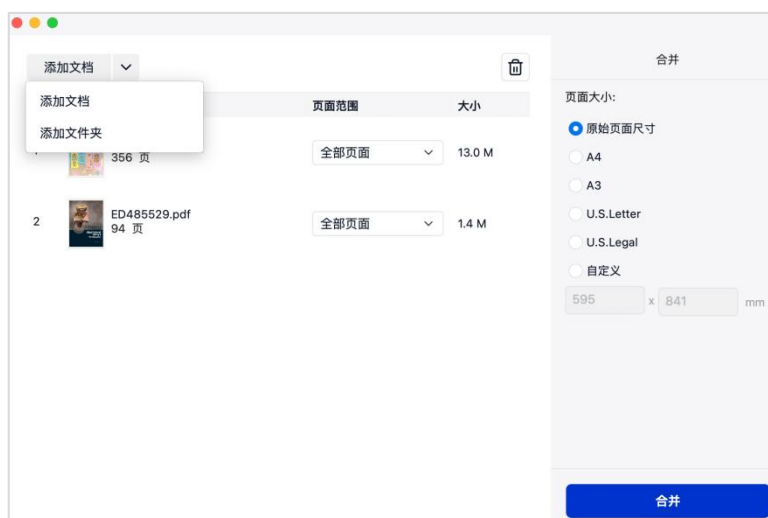 添加文档
合并
添加文档
添加文件夹
页面范围
大小
页面大小:
原始页面尺寸
A4
A3
U.S.Letter
U.S.Legal
自定义
595 x 841 mm
356 页
全部页面
13.0 M
2
ED485529.pdf
94 页
全部页面
1.4 M
合并